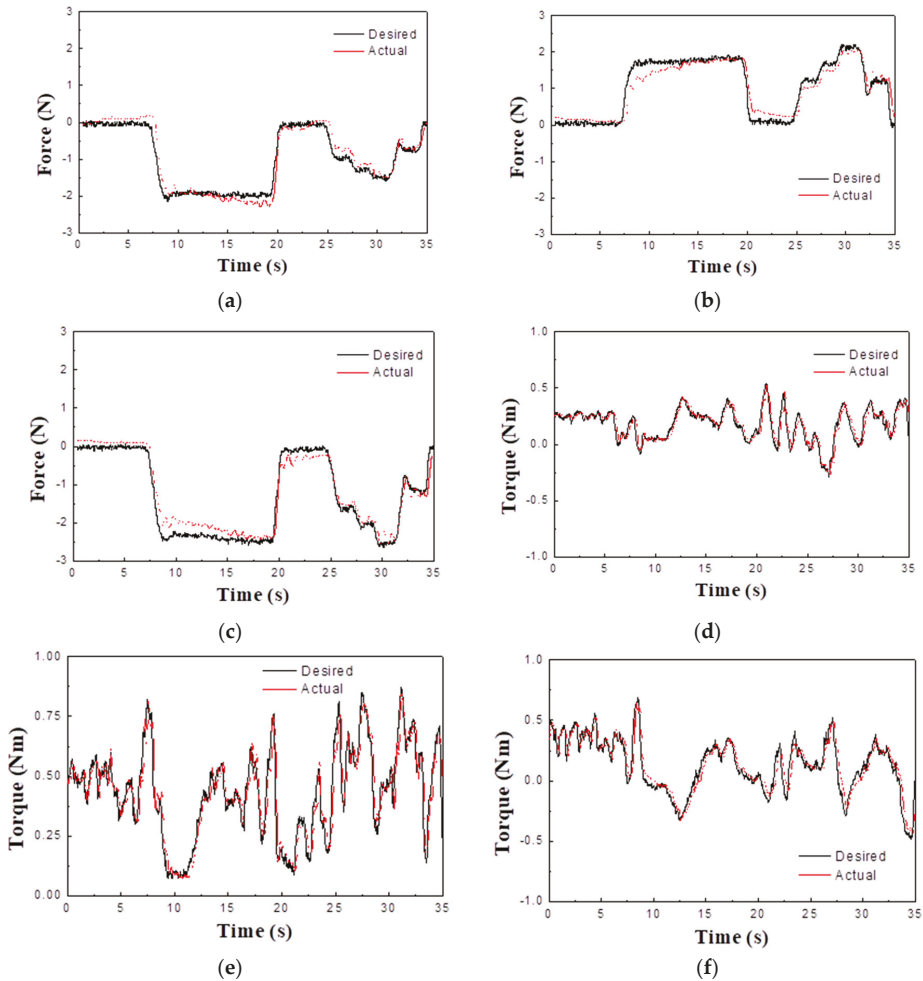 3
2
1
0
-1
-2
-3
Force (N)
Desired
Actual
0 5 10 15 20 25 30 35
Time (s)
(a)
3
2
1
0
-1
-2
-3
Force (N)
Desired
Actual
0 5 10 15 20 25 30 35
Time (s)
(b)
3
2
1
0
-1
-2
-3
Force (N)
Desired
Actual
0 5 10 15 20 25 30 35
Time (s)
(c)
1.0
0.5
0.0
-0.5
-1.0
Torque (Nm)
Desired
Actual
0 5 10 15 20 25 30 35
Time (s)
(d)
1.00
0.75
0.50
0.25
0.00
Torque (Nm)
Desired
Actual
0 5 10 15 20 25 30 35
Time (s)
(e)
1.0
0.5
0.0
-0.5
-1.0
Torque (Nm)
Desired
Actual
0 5 10 15 20 25 30 35
Time (s)
(f)